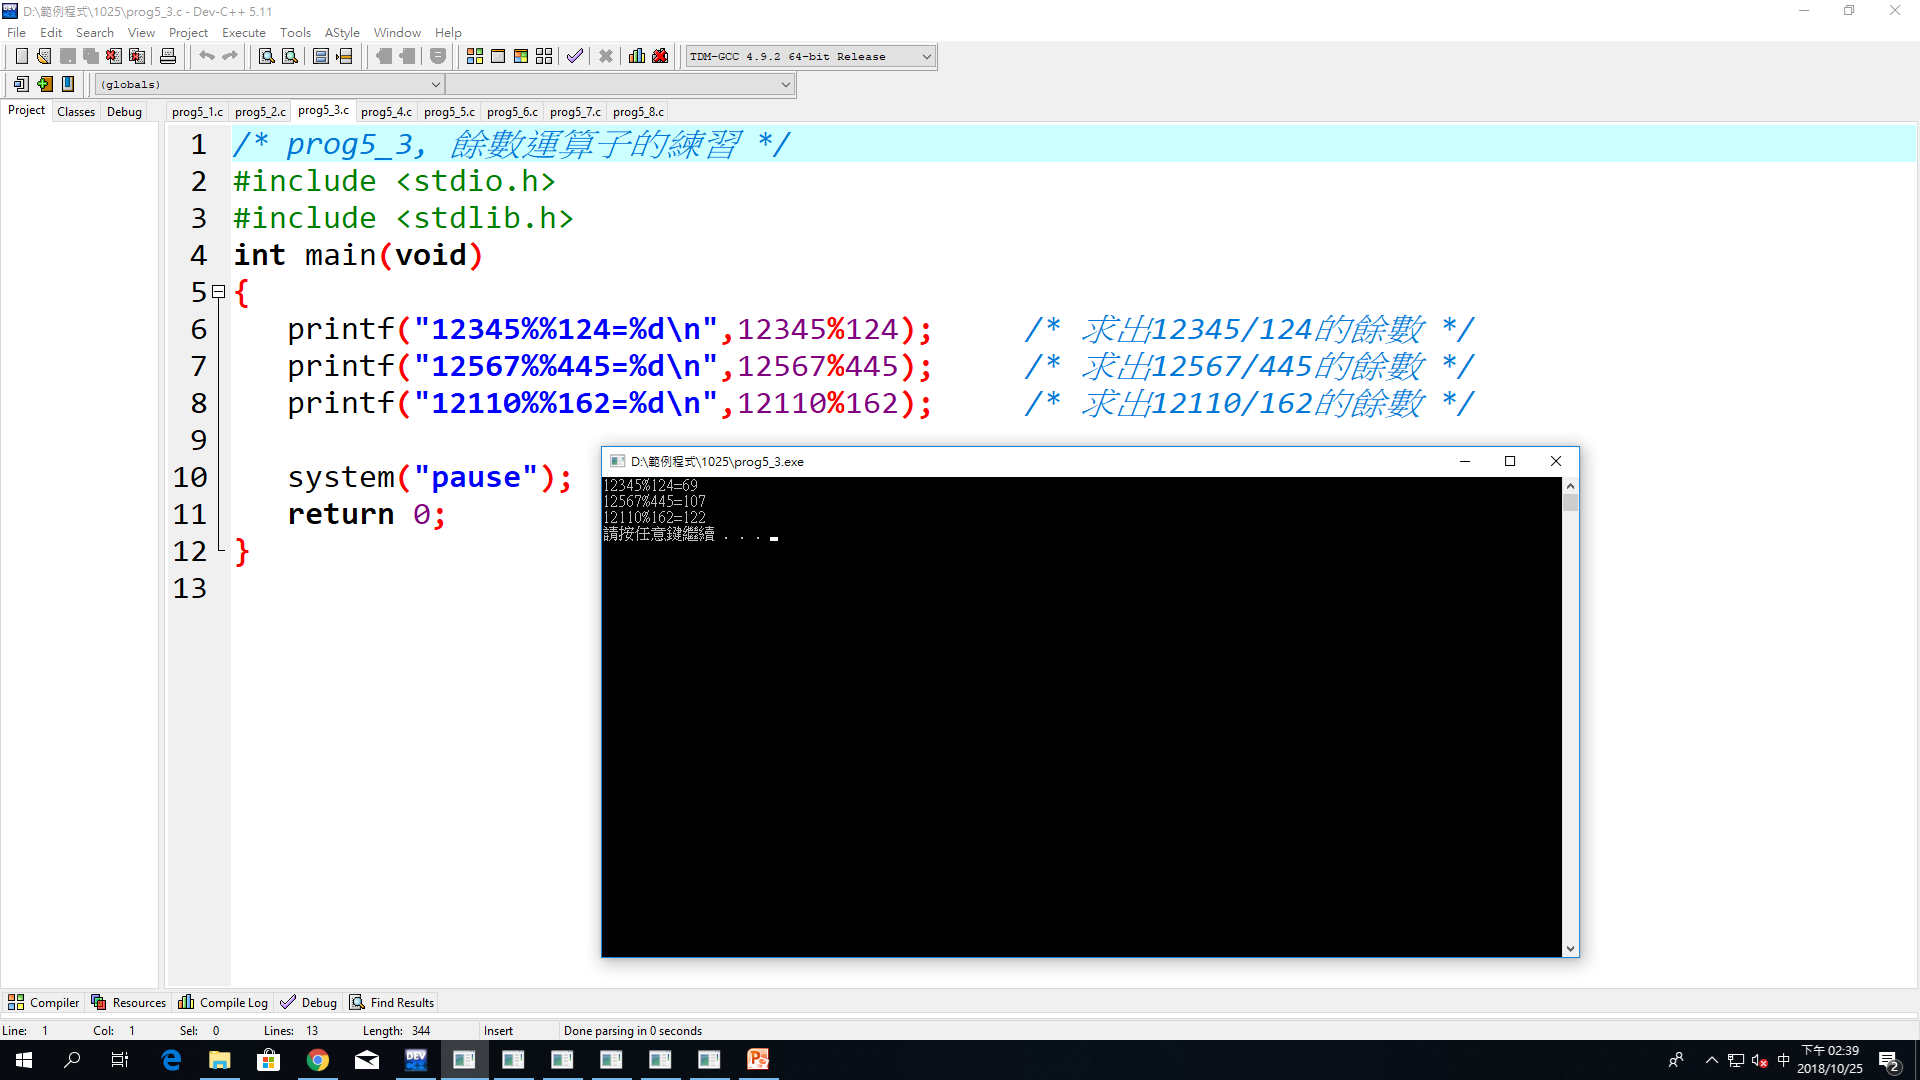 D:\範例程式\1025\prog5_3.c - Dev-C++ 5.11
File Edit Search View Project Execute Tools AStyle Window Help
TDM-GCC 4.9.2 64-bit Release
(globals)
Project Classes Debug prog5_1.c prog5_2.c prog5_3.c prog5_4.c prog5_5.c prog5_6.c prog5_7.c prog5_8.c
1 /* prog5_3, 餘數運算子的練習 */
2 #include <stdio.h>
3 #include <stdlib.h>
4 int main(void)
5 {
6 printf("12345%%124=%d\n",12345%124); /* 求出12345/124的餘數 */
7 printf("12567%%445=%d\n",12567%445); /* 求出12567/445的餘數 */
8 printf("12110%%162=%d\n",12110%162); /* 求出12110/162的餘數 */
9
10 system("pause");
11 return 0;
12 }
13
D:\範例程式\1025\prog5_3.exe
12345%124=69
12567%445=107
12110%162=122
請按任意鍵繼續 . . .
Compiler Resources Compile Log Debug Find Results
Line: 1 Col: 1 Sel: 0 Lines: 13 Length: 344 Insert Done parsing in 0 seconds
DEV C++
中
下午 02:39
2018/10/25
2